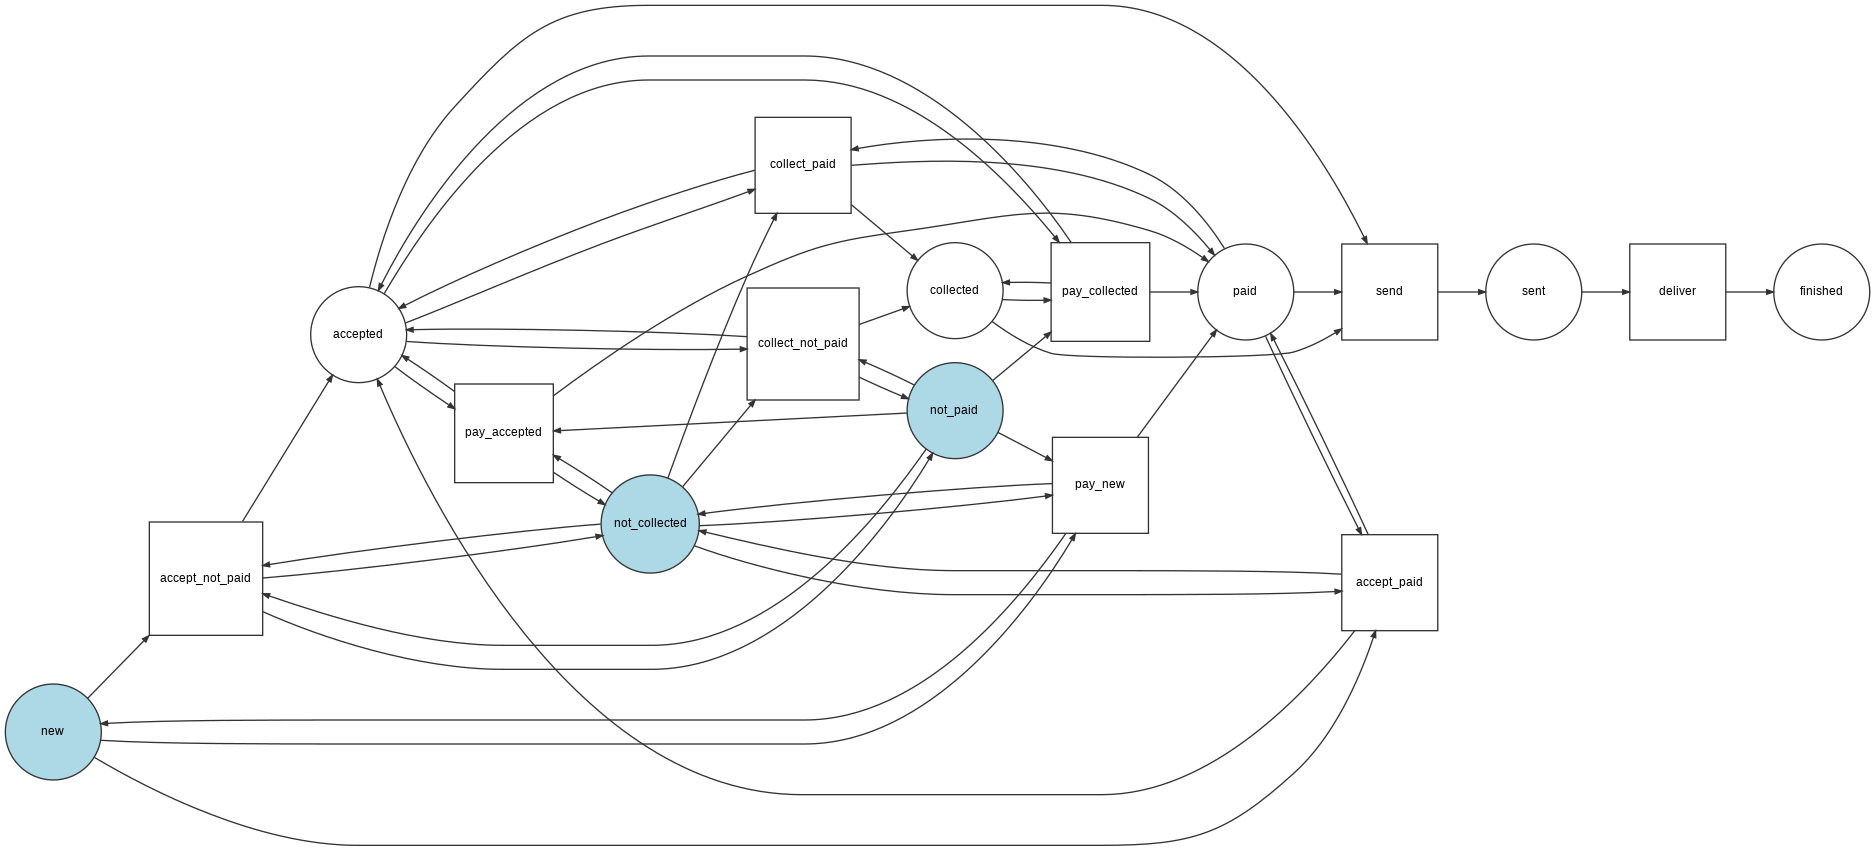 collect_paid
accepted
collected
pay_collected
paid
send
sent
deliver
finished
collect_not_paid
pay_accepted
not_paid
pay_new
not_collected
accept_not_paid
accept_paid
new